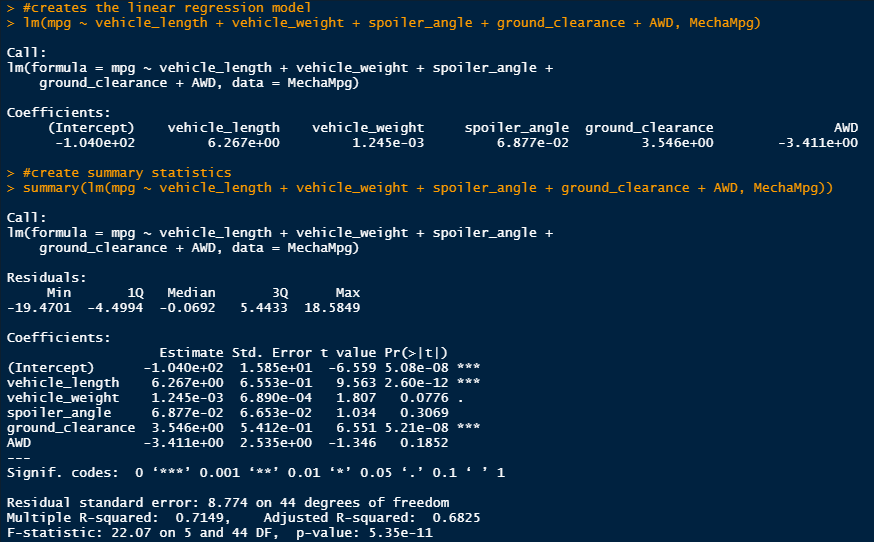 > #creates the linear regression model
> lm(mpg ~ vehicle_length + vehicle_weight + spoiler_angle + ground_clearance + AWD, MechaMpg)
Call:
lm(formula = mpg ~ vehicle_length + vehicle_weight + spoiler_angle +
    ground_clearance + AWD, data = MechaMpg)
Coefficients:
     (Intercept)    vehicle_length    vehicle_weight     spoiler_angle  ground_clearance               AWD
      -1.040e+02         6.267e+00         1.245e-03         6.877e-02         3.546e+00        -3.411e+00
> #create summary statistics
> summary(lm(mpg ~ vehicle_length + vehicle_weight + spoiler_angle + ground_clearance + AWD, MechaMpg))
Call:
lm(formula = mpg ~ vehicle_length + vehicle_weight + spoiler_angle +
    ground_clearance + AWD, data = MechaMpg)
Residuals:
     Min       1Q   Median       3Q      Max
-19.4701  -4.4994  -0.0692   5.4433  18.5849
Coefficients:
                   Estimate Std. Error t value Pr(>|t|)
(Intercept)      -1.040e+02  1.585e+01  -6.559 5.08e-08 ***
vehicle_length    6.267e+00  6.553e-01   9.563 2.60e-12 ***
vehicle_weight    1.245e-03  6.890e-04   1.807   0.0776 .
spoiler_angle     6.877e-02  6.653e-02   1.034   0.3069
ground_clearance  3.546e+00  5.412e-01   6.551 5.21e-08 ***
AWD              -3.411e+00  2.535e+00  -1.346   0.1852
---
Signif. codes:  0 ‘***’ 0.001 ‘**’ 0.01 ‘*’ 0.05 ‘.’ 0.1 ‘ ’ 1
Residual standard error: 8.774 on 44 degrees of freedom
Multiple R-squared:  0.7149,	Adjusted R-squared:  0.6825
F-statistic: 22.07 on 5 and 44 DF,  p-value: 5.35e-11